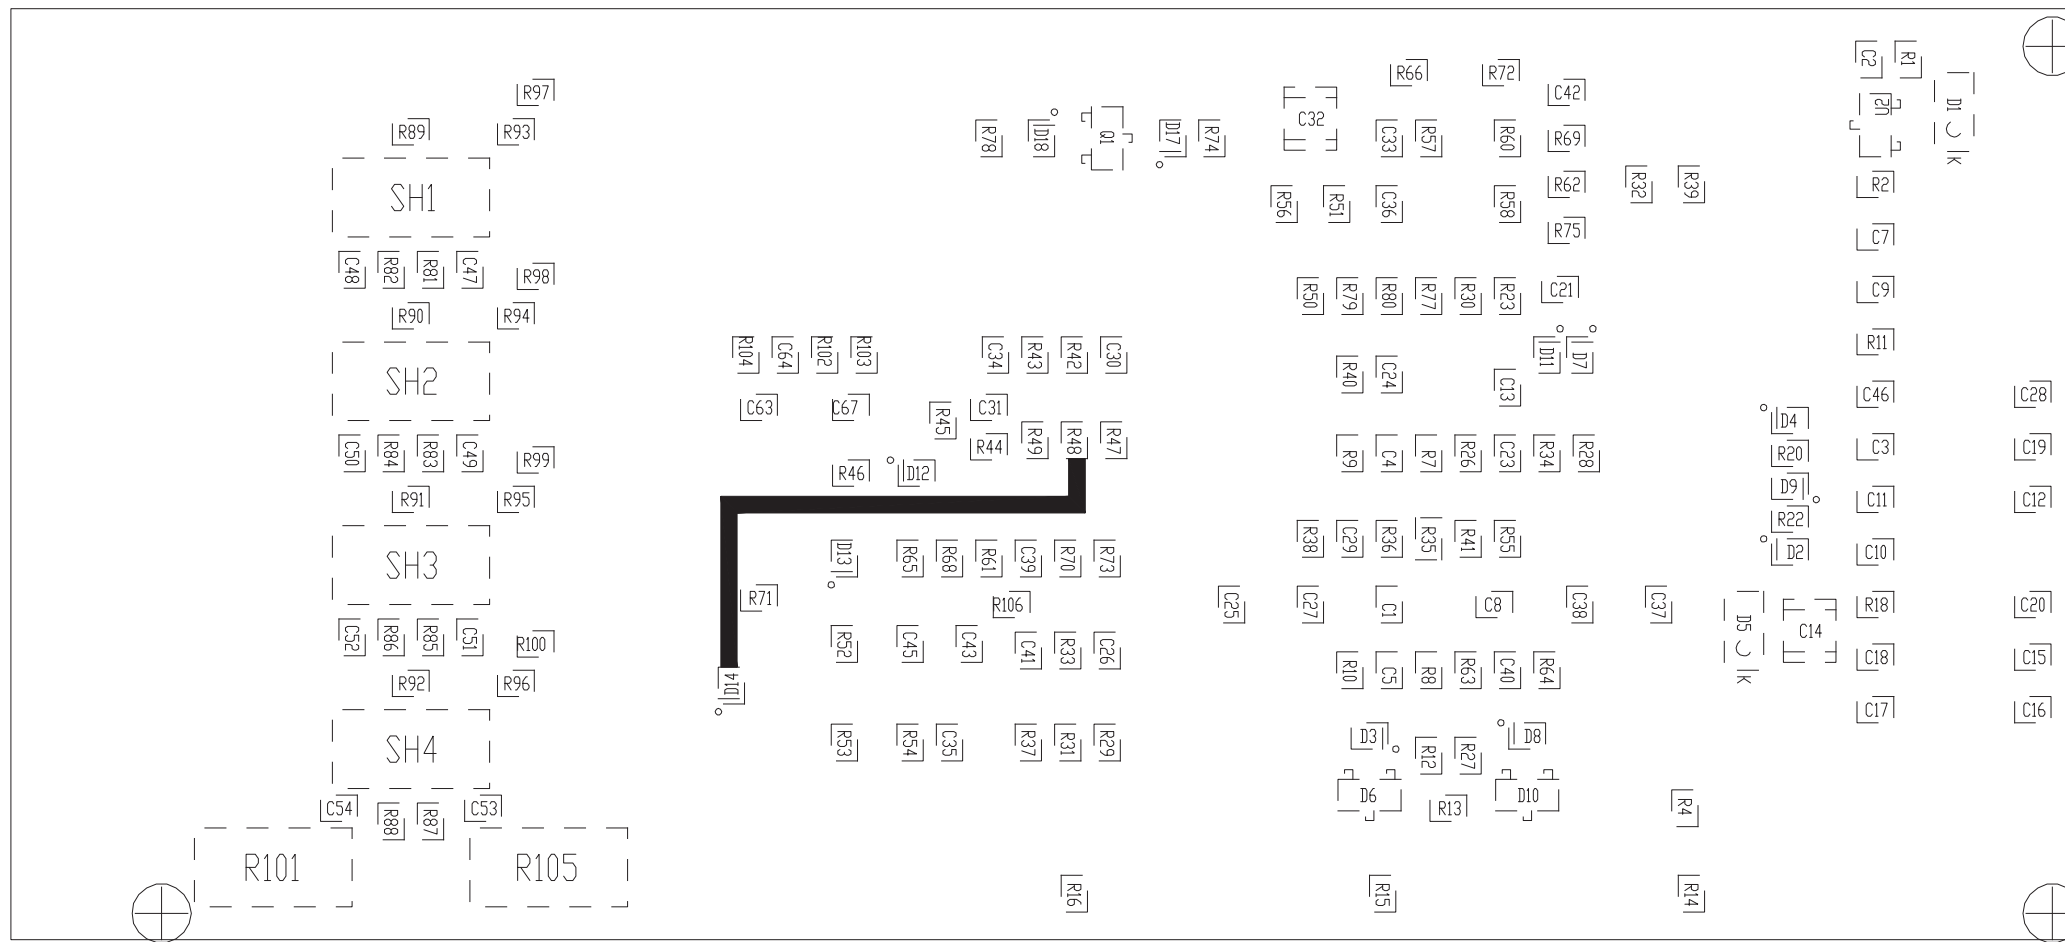 C2 R1
R66 R72
R97 C42
D1 U2
R89 R93 R78 D18 Q1 D17 R74 C32 C33 R57 R60 R69
K
SH1 R56 R51 C36 R58 R62 R32 R39 R2
R75 C7
C48 R82 R81 C47 R98 R50 R79 R80 R77 R30 R23 C21 C9
R90 R94
R104 C64 R102 R103 C34 R43 R42 C30 D11 D7 R11
SH2 R40 C24 C13
C63 C67 R45 C31 C46 C28
D4
C50 R84 R83 C49 R99 R44 R49 R48 R47 R9 C4 R7 R26 C23 R34 R28 R20 C3 C19
R46 D12 D9
R91 R95 C11 C12
R22
SH3 D13 R65 R68 R61 C39 R70 R73 R38 C29 R36 R35 R41 R55 D2 C10
R71 R106 C25 C27 C1 C8 C38 C37 R18 C20
D5 C14
C52 R86 R85 C51 R100 R52 C45 C43 C41 R33 C26
R92 R96 D14 R10 C5 R8 R63 C40 R64 K C18 C15
C17 C16
SH4 R53 R54 C35 R37 R31 R29 D3 R12 R27 D8
D6 D10
C54 R88 R87 C53 R13 R4
R101 R105 R16 R15 R14